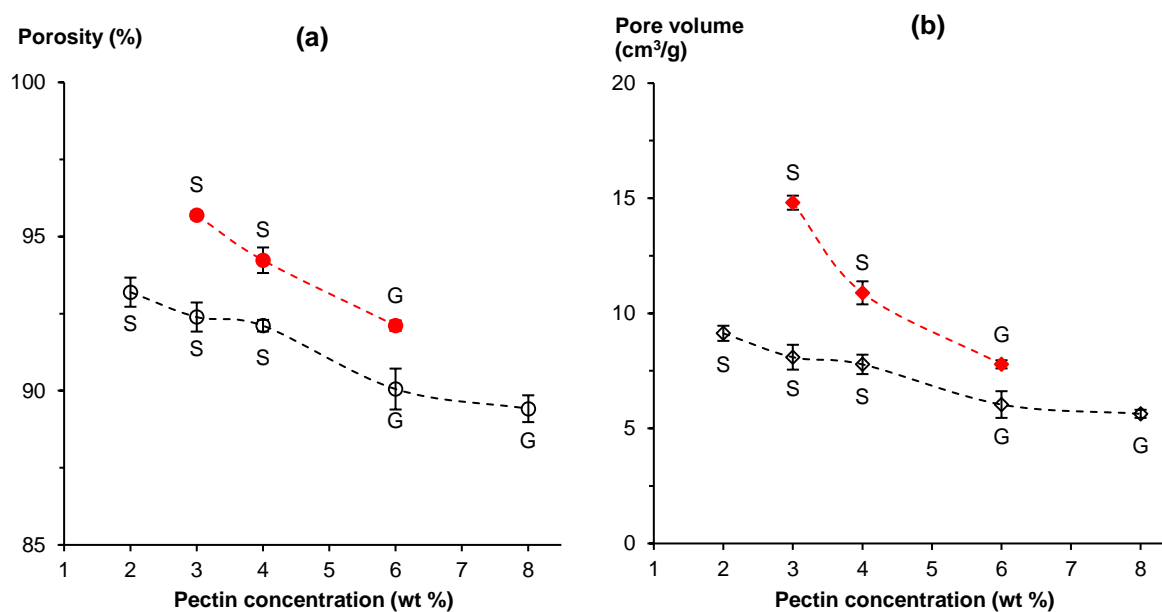 Porosity (%)
(a)
100
95
90
85
S
S
G
S
S
S
G
G
1 2 3 4 5 6 7 8
Pectin concentration (wt %)
Pore volume
(cm³/g)
(b)
20
15
10
5
0
S
S
G
S
S
S
G
G
1 2 3 4 5 6 7 8
Pectin concentration (wt %)